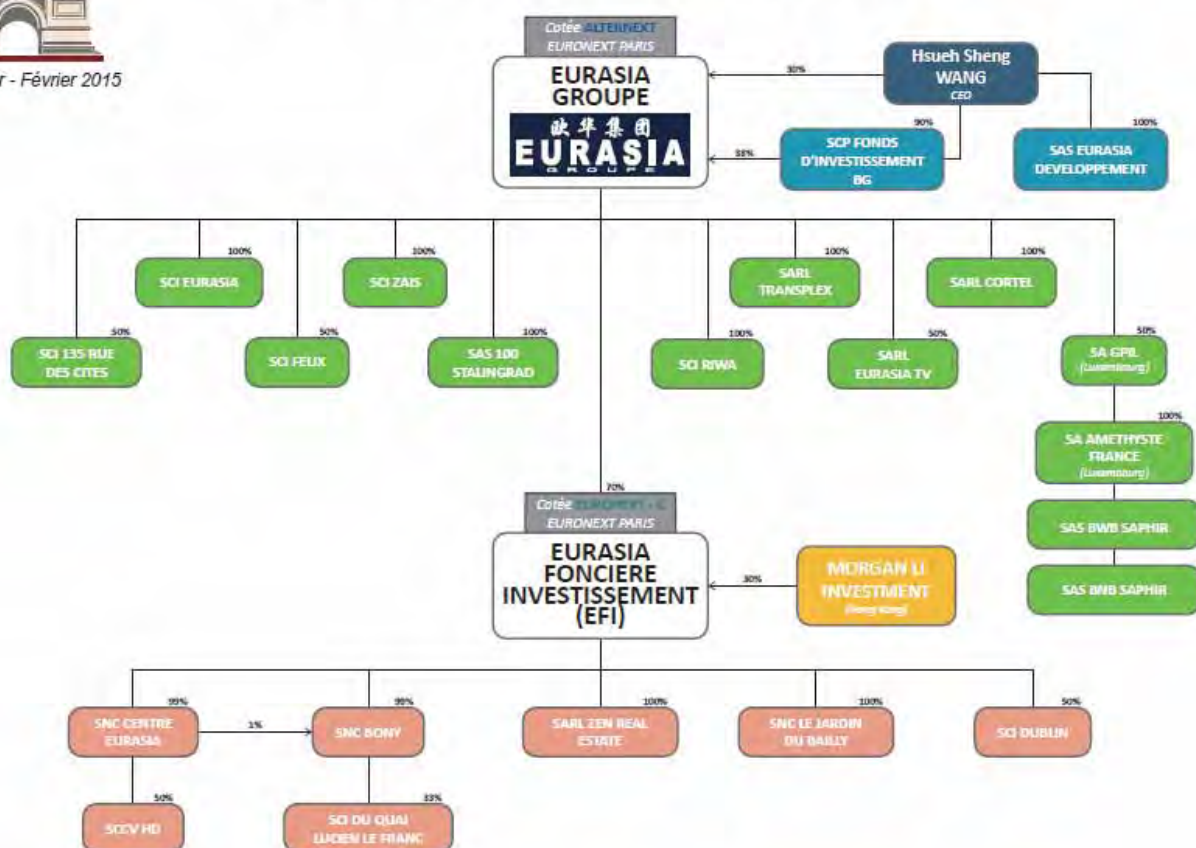 r - Février 2015
Cotée ALTERNEXT
EURONEXT PARIS
EURASIA
GROUPE
欧华集团
EURASIA
GROUPE
30%
Hsueh Sheng
WANG
CEO
90%
SCP FONDS
D'INVESTISSEMENT
BG
100%
SAS EURASIA
DEVELOPPEMENT
100%
SCI EURASIA
100%
SCI ZAIS
100%
SARL
TRANSPLEX
100%
SARL CORTEL
50%
SCI 135 RUE
DES CITES
50%
SCI FELIX
100%
SAS 100
STALINGRAD
100%
SCI RIWA
50%
SARL
EURASIA TV
50%
SA GPIL
(Luxembourg)
100%
SA AMETHYSTE
FRANCE
(Luxembourg)
SAS BWB SAPHIR
SAS BNB SAPHIR
70%
Cotée
EURONEXT PARIS
EURASIA
FONCIERE
INVESTISSEMENT
(EFI)
30%
MORGAN LI
INVESTMENT
(Hong Kong)
99%
SNC CENTRE
EURASIA
1%
99%
SNC BONY
100%
SARL ZEN REAL
ESTATE
100%
SNC LE JARDIN
DU BAILLY
50%
SCI DUBLIN
50%
SCCV HD
33%
SCI DU QUAI
LUCIEN LE FRANC